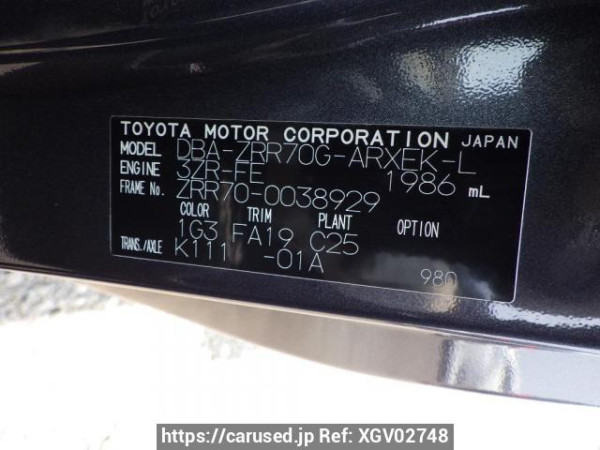 TOYOTA MOTOR CORPORATION JAPAN
MODEL DBA-ZRR70G-ARXEK-L
ENGINE 3ZR-FE 1986 mL
FRAME No. ZRR70-0038929
COLOR TRIM PLANT OPTION
1G3 FA19 C25
TRANS./AXLE K111 -01A
980
https://carused.jp Ref: XGV02748